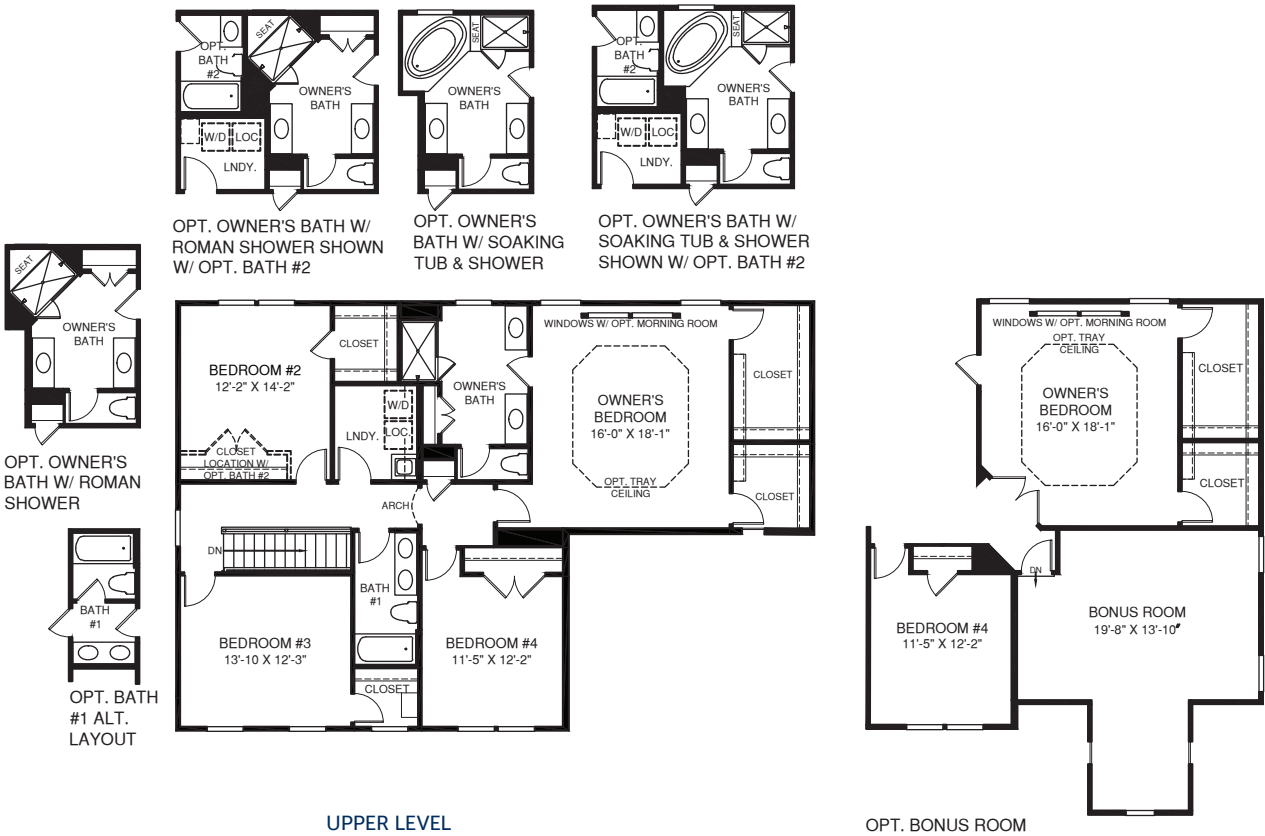 SEAT
OPT.
BATH
#2
OWNER'S
BATH
W/D
LOC
LNDY.
OPT. OWNER'S BATH W/
ROMAN SHOWER SHOWN
W/ OPT. BATH #2
SEAT
OWNER'S
BATH
OPT. OWNER'S
BATH W/ SOAKING
TUB & SHOWER
OPT.
BATH
#2
SEAT
OWNER'S
BATH
W/D
LOC
LNDY.
OPT. OWNER'S BATH W/
SOAKING TUB & SHOWER
SHOWN W/ OPT. BATH #2
SEAT
OWNER'S
BATH
OPT. OWNER'S
BATH W/ ROMAN
SHOWER
BATH
#1
OPT. BATH
#1 ALT.
LAYOUT
BEDROOM #2
12'-2" X 14'-2"
CLOSET
LOCATION W/
OPT. BATH #2
CLOSET
W/D
LOC
LNDY.
OWNER'S
BATH
WINDOWS W/ OPT. MORNING ROOM
OWNER'S
BEDROOM
16'-0" X 18'-1"
OPT. TRAY
CEILING
CLOSET
CLOSET
ARCH
DN
BATH
#1
BEDROOM #3
13'-10 X 12'-3"
CLOSET
BEDROOM #4
11'-5" X 12'-2"
WINDOWS W/ OPT. MORNING ROOM
OPT. TRAY
CEILING
OWNER'S
BEDROOM
16'-0" X 18'-1"
CLOSET
CLOSET
DN
BEDROOM #4
11'-5" X 12'-2"
BONUS ROOM
19'-8" X 13'-10"
UPPER LEVEL
OPT. BONUS ROOM